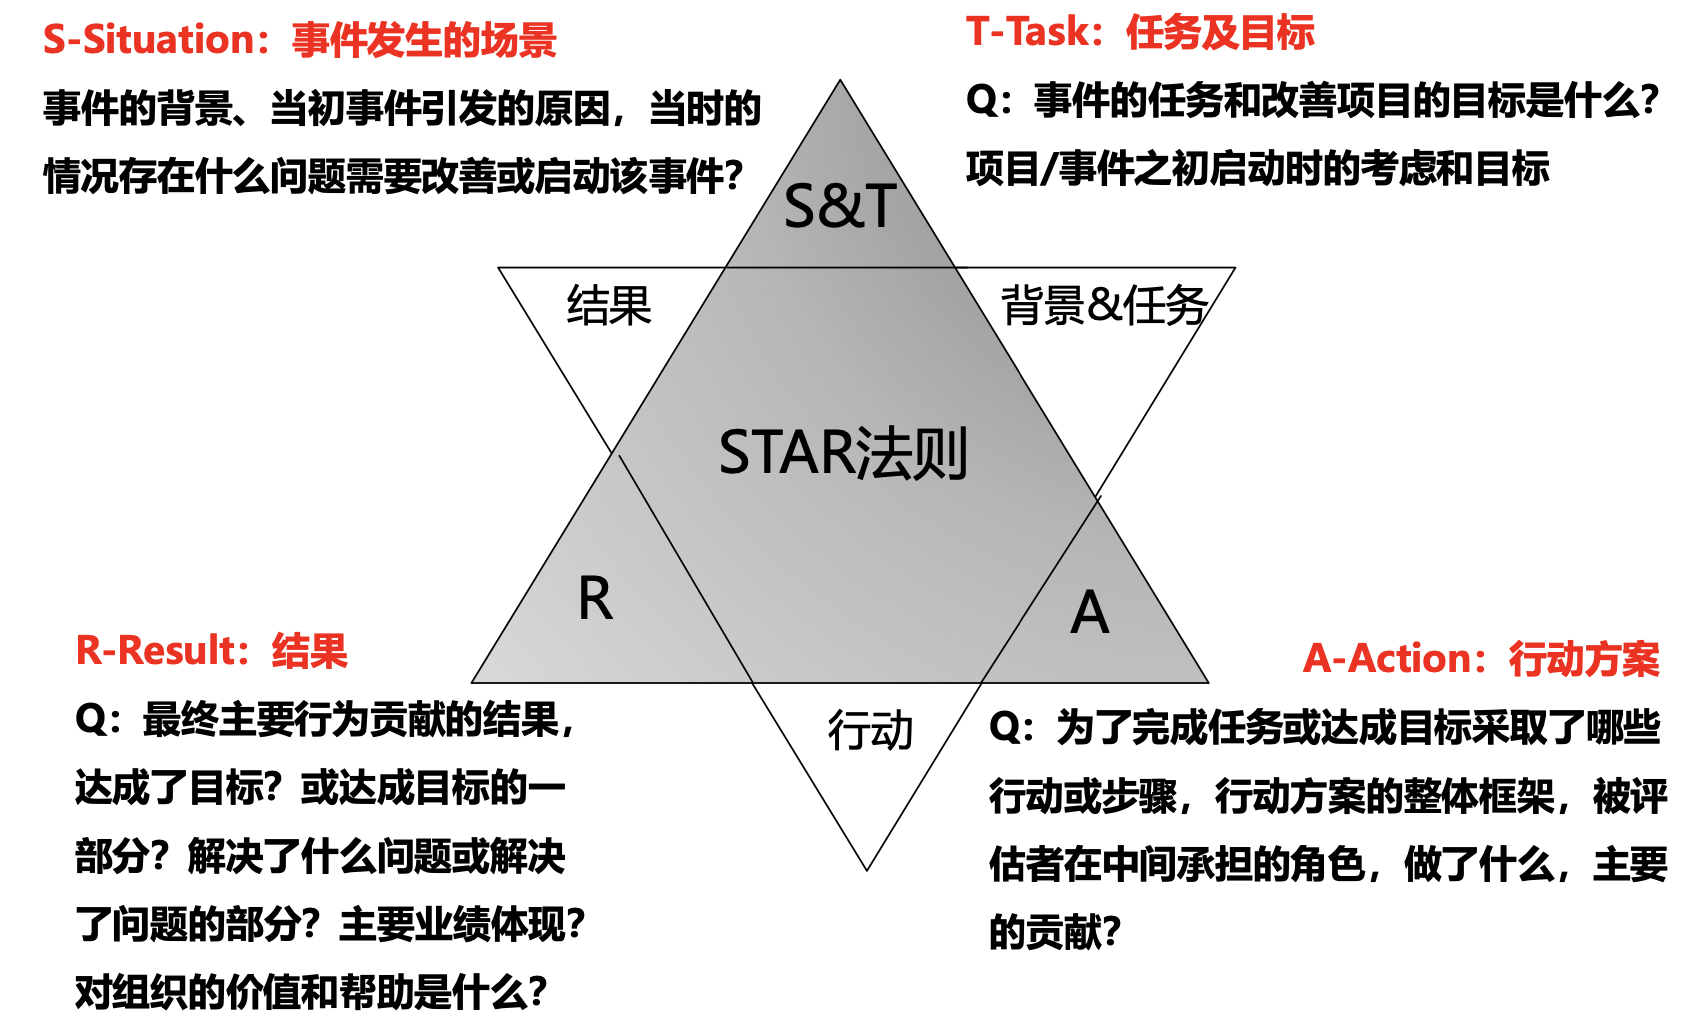 S-Situation：事件发生的场景
事件的背景、当初事件引发的原因，当时的
情况存在什么问题需要改善或启动该事件？
T-Task：任务及目标
Q：事件的任务和改善项目的目标是什么？
项目/事件之初启动时的考虑和目标
S&T
结果
背景&任务
STAR法则
R
A
行动
R-Result：结果
Q：最终主要行为贡献的结果，
达成了目标？或达成目标的一
部分？解决了什么问题或解决
了问题的部分？主要业绩体现？
对组织的价值和帮助是什么？
A-Action：行动方案
Q：为了完成任务或达成目标采取了哪些
行动或步骤，行动方案的整体框架，被评
估者在中间承担的角色，做了什么，主要
的贡献？